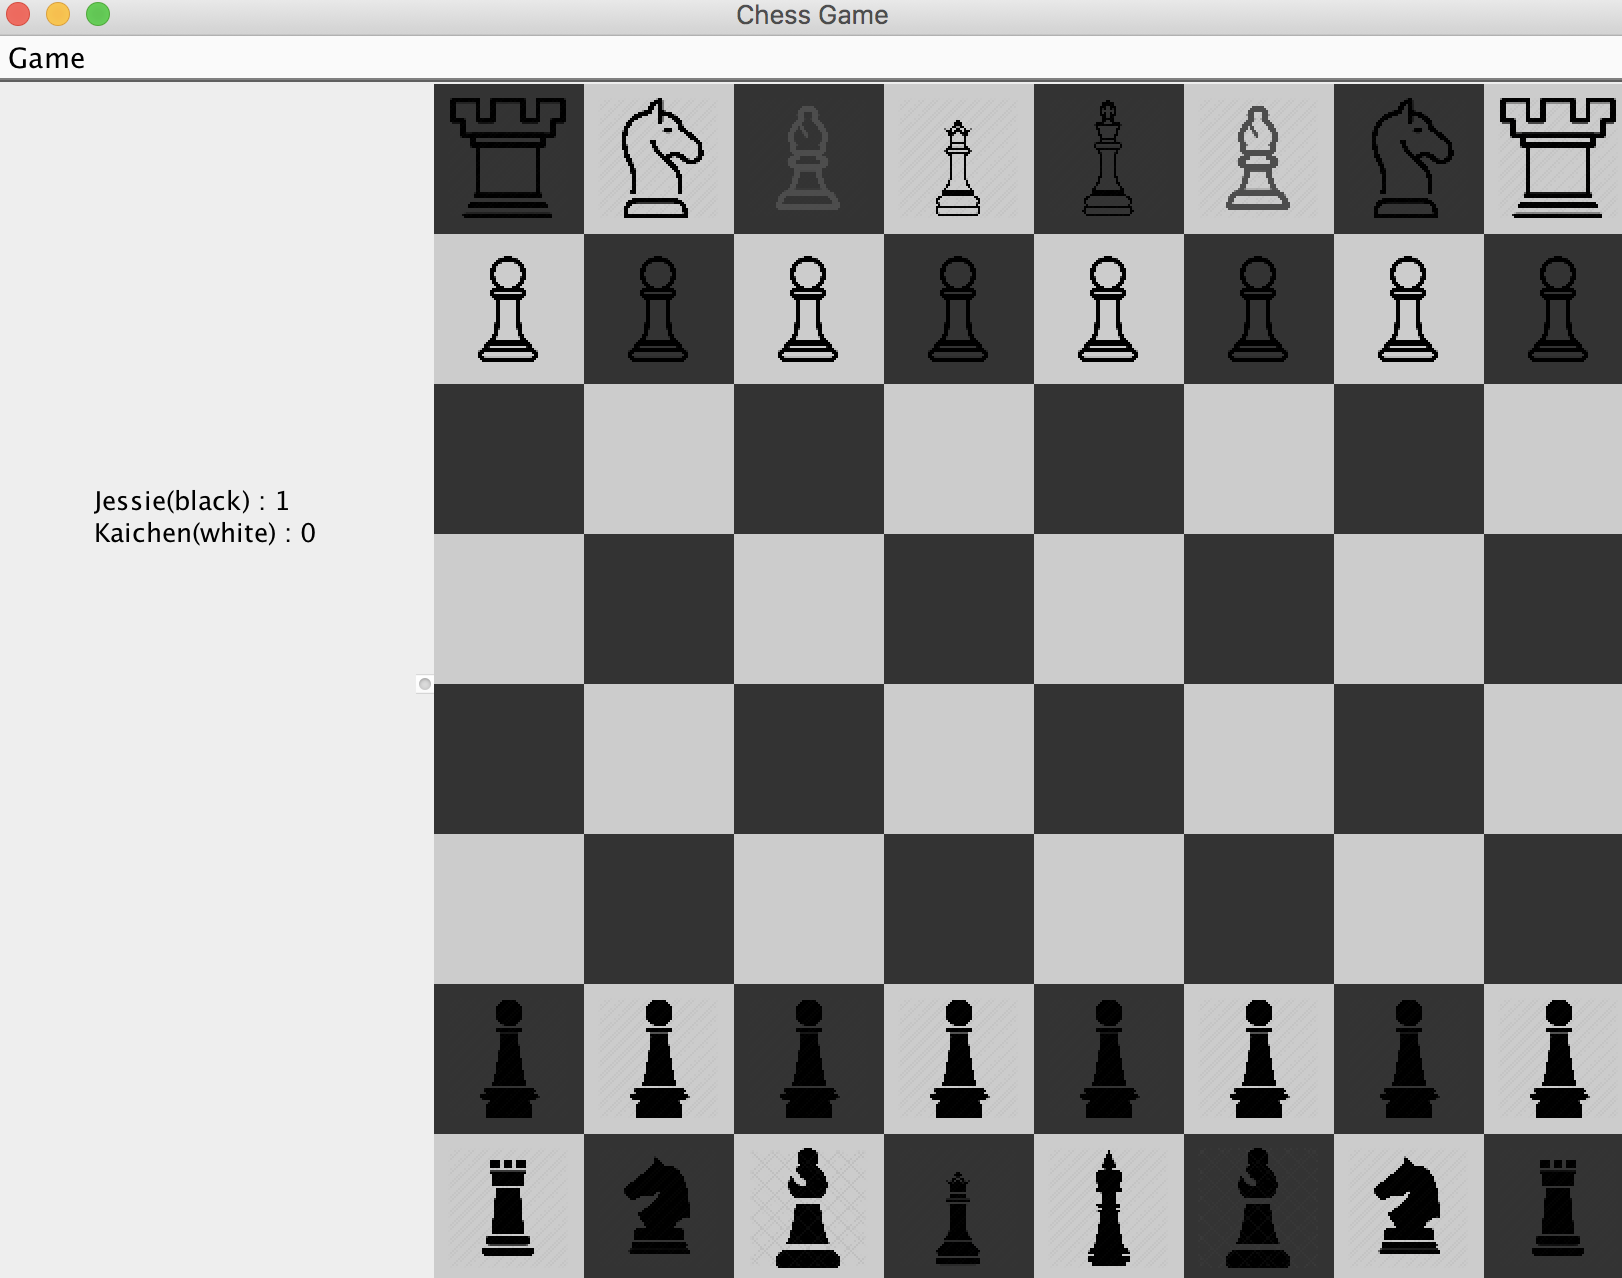 Chess Game
Game
Jessie(black) : 1
Kaichen(white) : 0